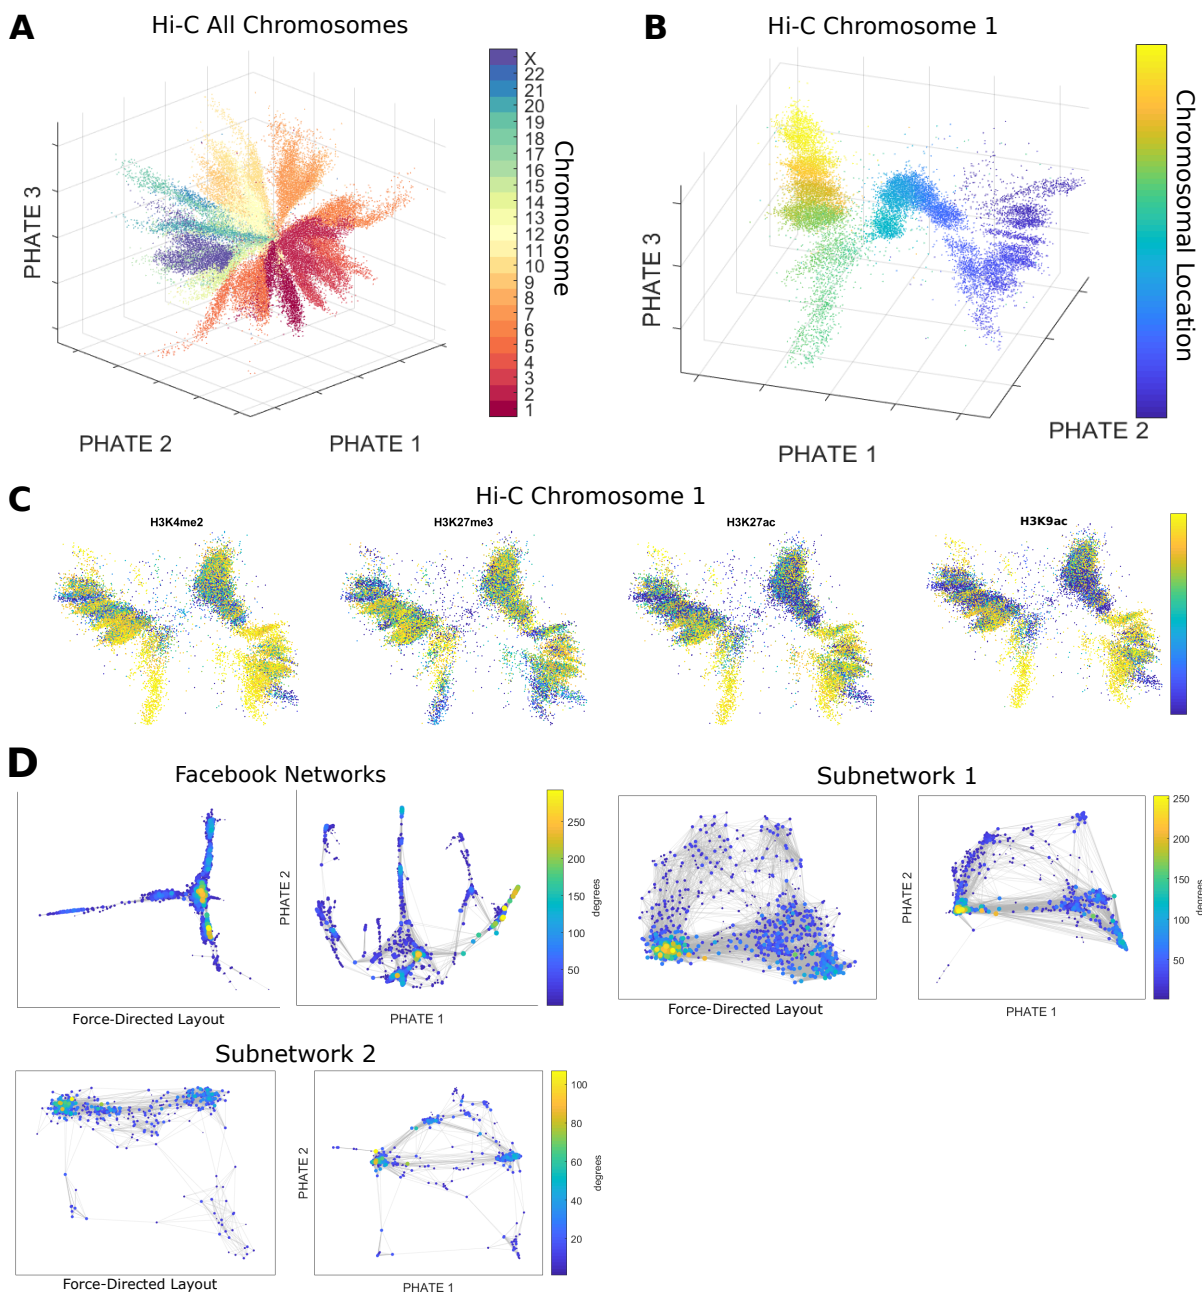 A
Hi-C All Chromosomes
PHATE 3
PHATE 2
PHATE 1
X
22
21
20
19
18
17
16
15
14
13
12
11
10
9
8
7
6
5
4
3
2
1
Chromosome
B
Hi-C Chromosome 1
PHATE 3
PHATE 1
PHATE 2
Chromosomal Location
C
Hi-C Chromosome 1
H3K4me2
H3K27me3
H3K27ac
H3K9ac
D
Facebook Networks
Force-Directed Layout
PHATE 2
PHATE 1
250
200
150
100
50
degrees
Subnetwork 1
Force-Directed Layout
PHATE 2
PHATE 1
250
200
150
100
50
degrees
Subnetwork 2
Force-Directed Layout
PHATE 2
PHATE 1
100
80
60
40
20
degrees